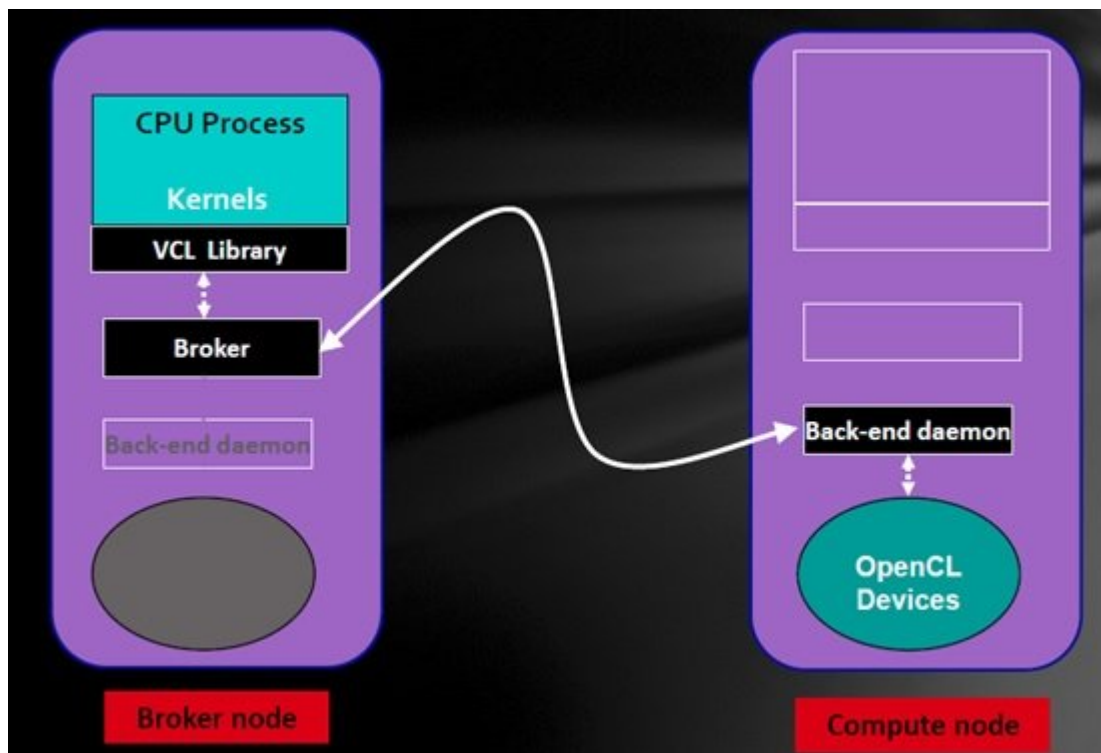 CPU Process
Kernels
VCL Library
Broker
Back-end daemon
Broker node
Back-end daemon
OpenCL
Devices
Compute node